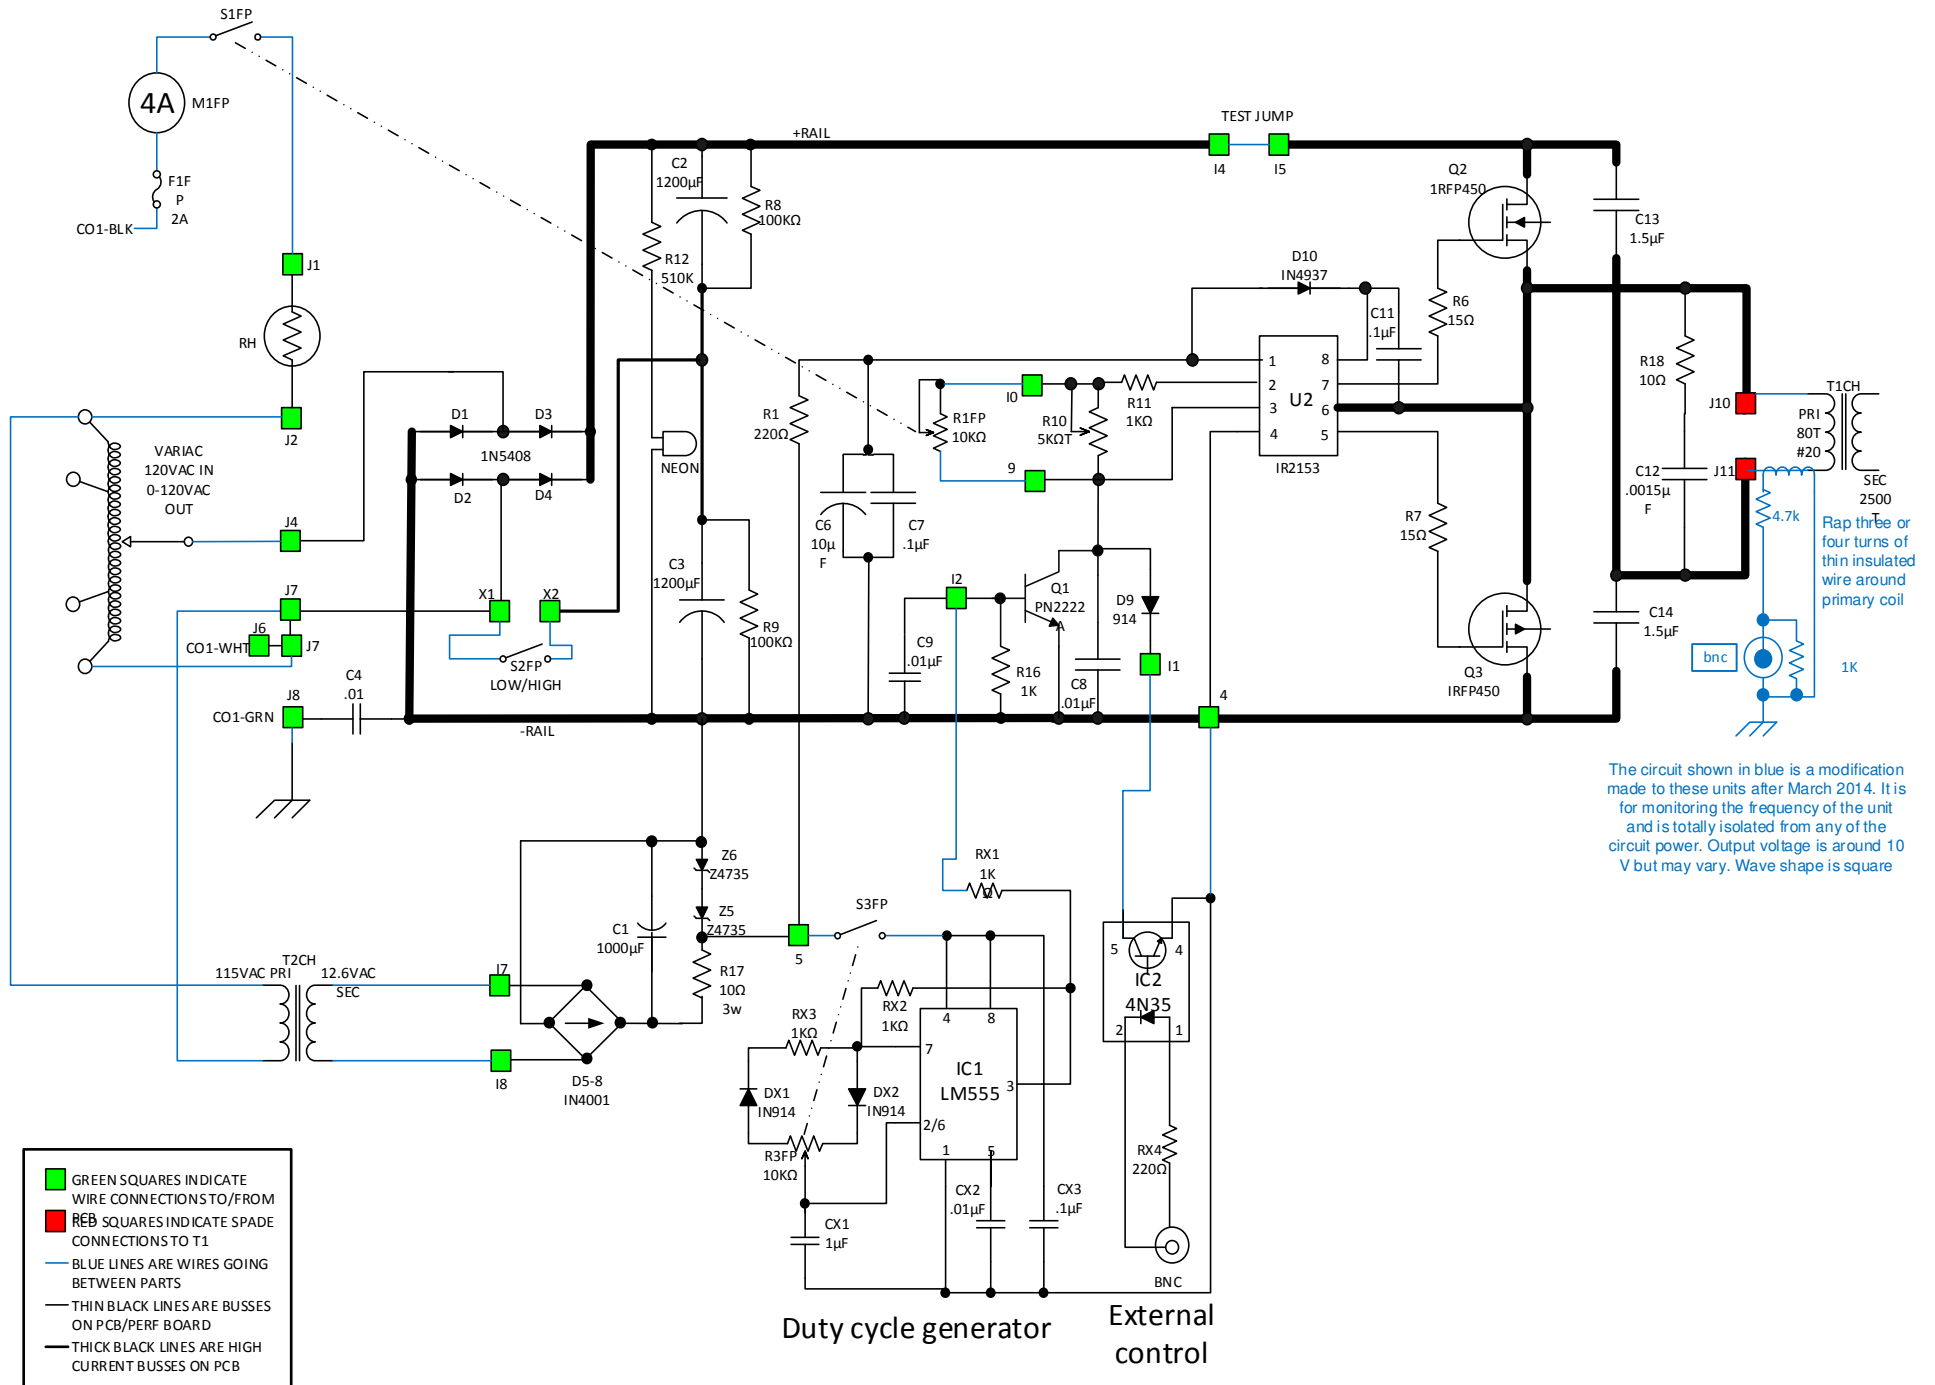 S1FP
4A
M1FP
F1F
P
2A
CO1-BLK
J1
RH
J2
VARIAC
120VAC IN
0-120VAC
OUT
J4
J7
J6
CO1-WHT
J7
J8
CO1-GRN
C4
.01
D1
D3
1N5408
D2
D4
X1
X2
S2FP
LOW/HIGH
+RAIL
-RAIL
C2
1200µF
R8
100KΩ
R12
510K
NEON
C3
1200µF
R9
100KΩ
R1
220Ω
C6
10µ
F
C7
.1µF
R1FP
10KΩ
I0
9
R10
5KΩT
R11
1KΩ
D10
IN4937
C11
.1µF
1
2
3
4
8
7
6
5
U2
IR2153
TEST JUMP
I4
I5
Q2
1RFP450
R6
15Ω
R7
15Ω
Q3
IRFP450
C13
1.5µF
C14
1.5µF
R18
10Ω
C12
.0015µ
F
J10
J11
T1CH
PRI
80T
#20
SEC
2500
T
4.7k
Rap three or
four turns of
thin insulated
wire around
primary coil
bnc
1K
The circuit shown in blue is a modification
made to these units after March 2014. It is
for monitoring the frequency of the unit
and is totally isolated from any of the
circuit power. Output voltage is around 10
V but may vary. Wave shape is square
I2
Q1
PN2222
A
D9
914
C9
.01µF
R16
1K
C8
.01µF
I1
4
T2CH
115VAC PRI
12.6VAC
SEC
I7
I8
D5-8
IN4001
C1
1000µF
Z6
Z4735
Z5
Z4735
R17
10Ω
3w
5
S3FP
RX1
1K
Ω
RX2
1KΩ
RX3
1KΩ
DX1
IN914
DX2
IN914
R3FP
10KΩ
CX1
1µF
4
8
7
IC1
LM555
3
2/6
1
5
CX2
.01µF
CX3
.1µF
5
4
IC2
4N35
2
1
RX4
220Ω
BNC
Duty cycle generator
External
control
GREEN SQUARES INDICATE
WIRE CONNECTIONS TO/FROM
PCB
RED SQUARES INDICATE SPADE
CONNECTIONS TO T1
BLUE LINES ARE WIRES GOING
BETWEEN PARTS
THIN BLACK LINES ARE BUSSES
ON PCB/PERF BOARD
THICK BLACK LINES ARE HIGH
CURRENT BUSSES ON PCB